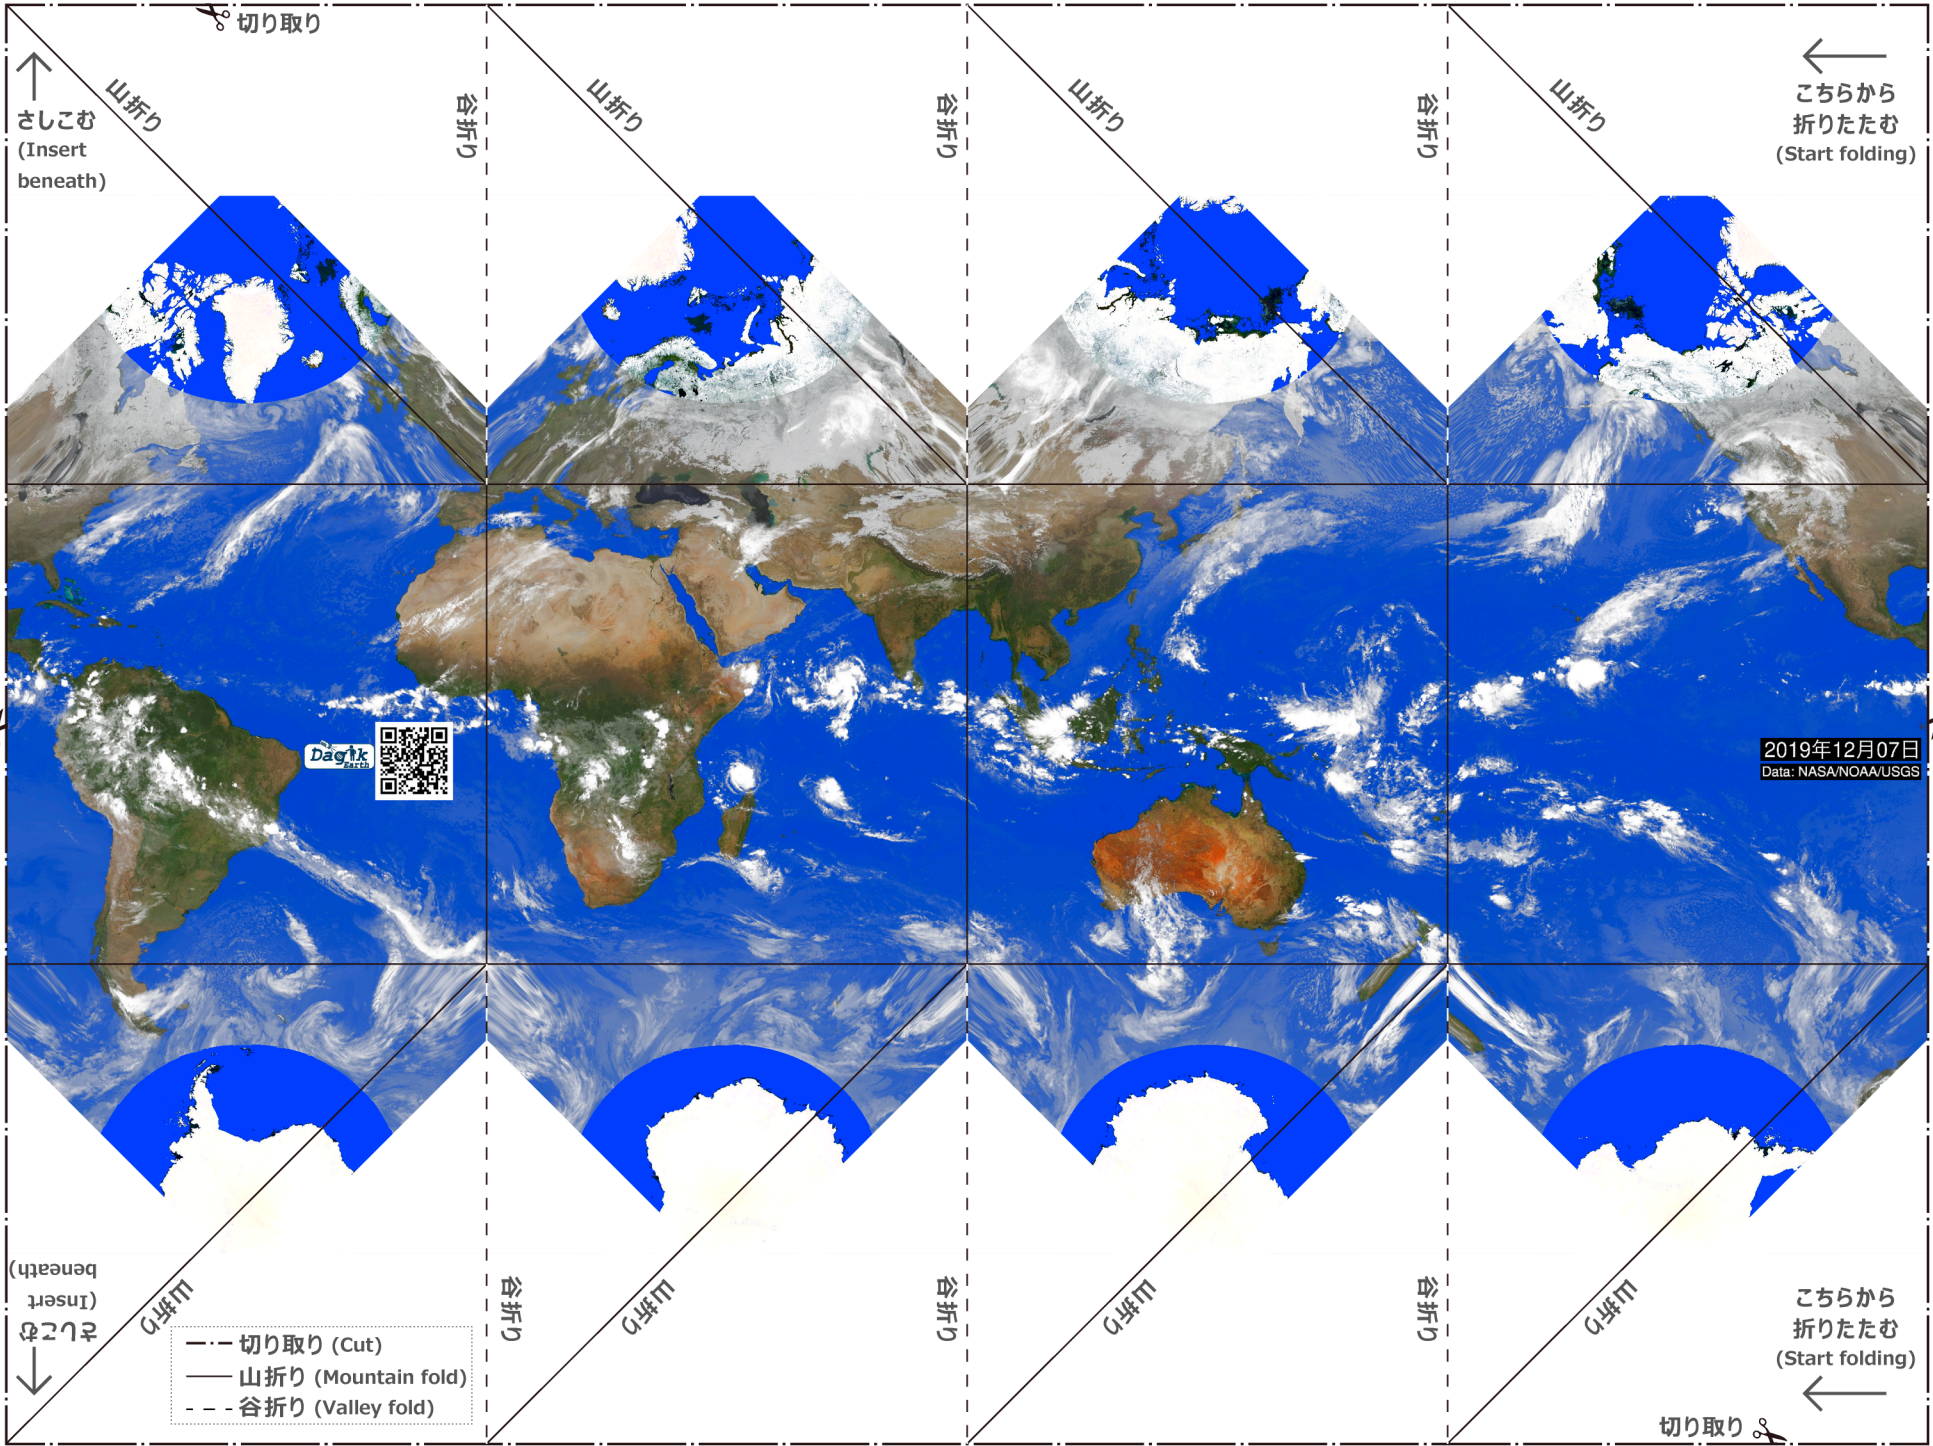 切り取り
山折り
谷折り
山折り
谷折り
山折り
谷折り
山折り
さしこむ
(Insert
beneath)
こちらから
折りたたむ
(Start folding)
Dagik
Earth
2019年12月07日
Data: NASA/NOAA/USGS
さしこむ
(Insert
beneath)
山折り
谷折り
山折り
谷折り
山折り
谷折り
山折り
こちらから
折りたたむ
(Start folding)
切り取り (Cut)
山折り (Mountain fold)
谷折り (Valley fold)
切り取り